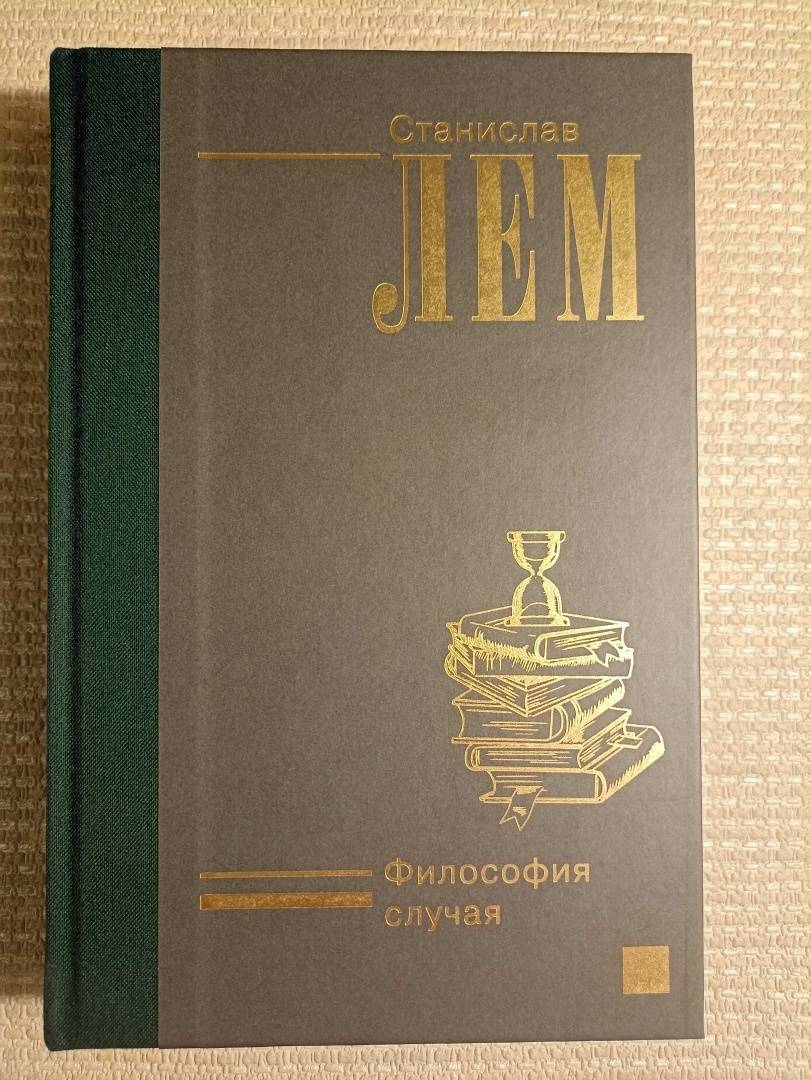 Станислав
ЛЕМ
Философия
случая